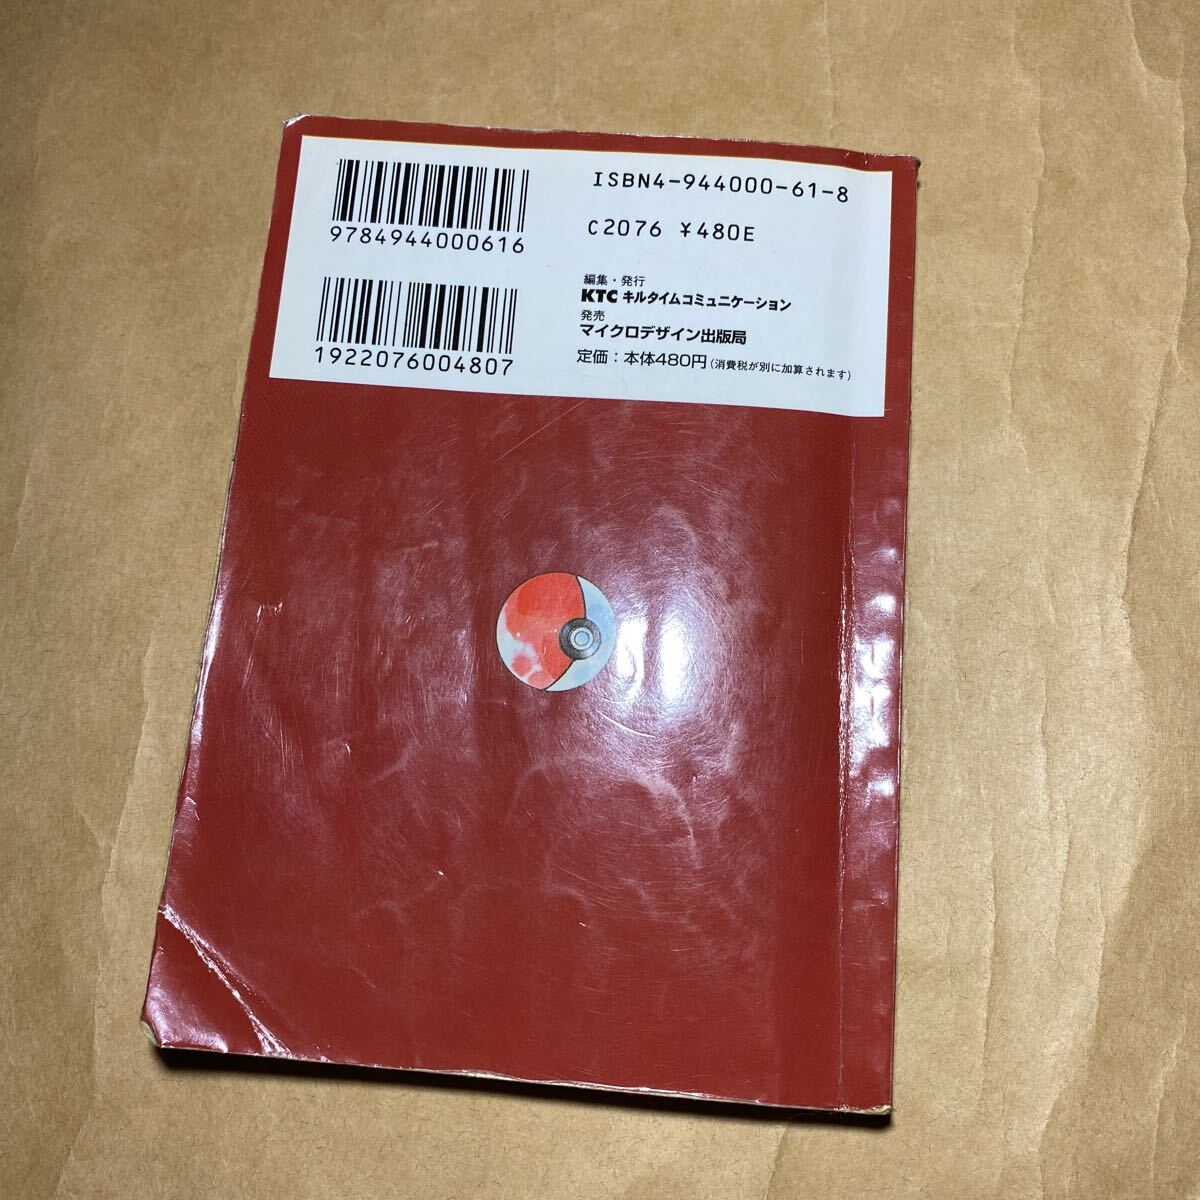 9784944000616
ISBN4-944000-61-8
C2076 ¥480E
1922076004807
編集・発行
KTC キルタイムコミュニケーション
発売
マイクロデザイン出版局
定価：本体480円（消費税が別に加算されます）